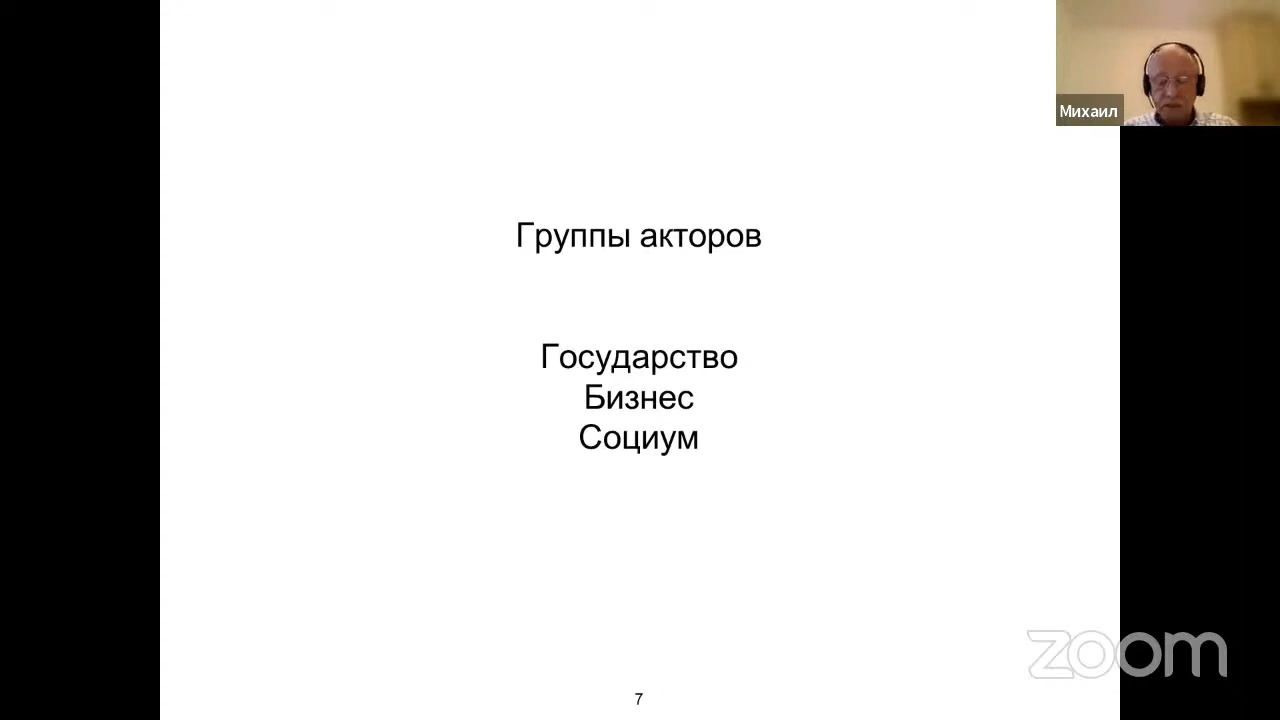 Михаил
Группы акторов
Государство
Бизнес
Социум
zoom
7